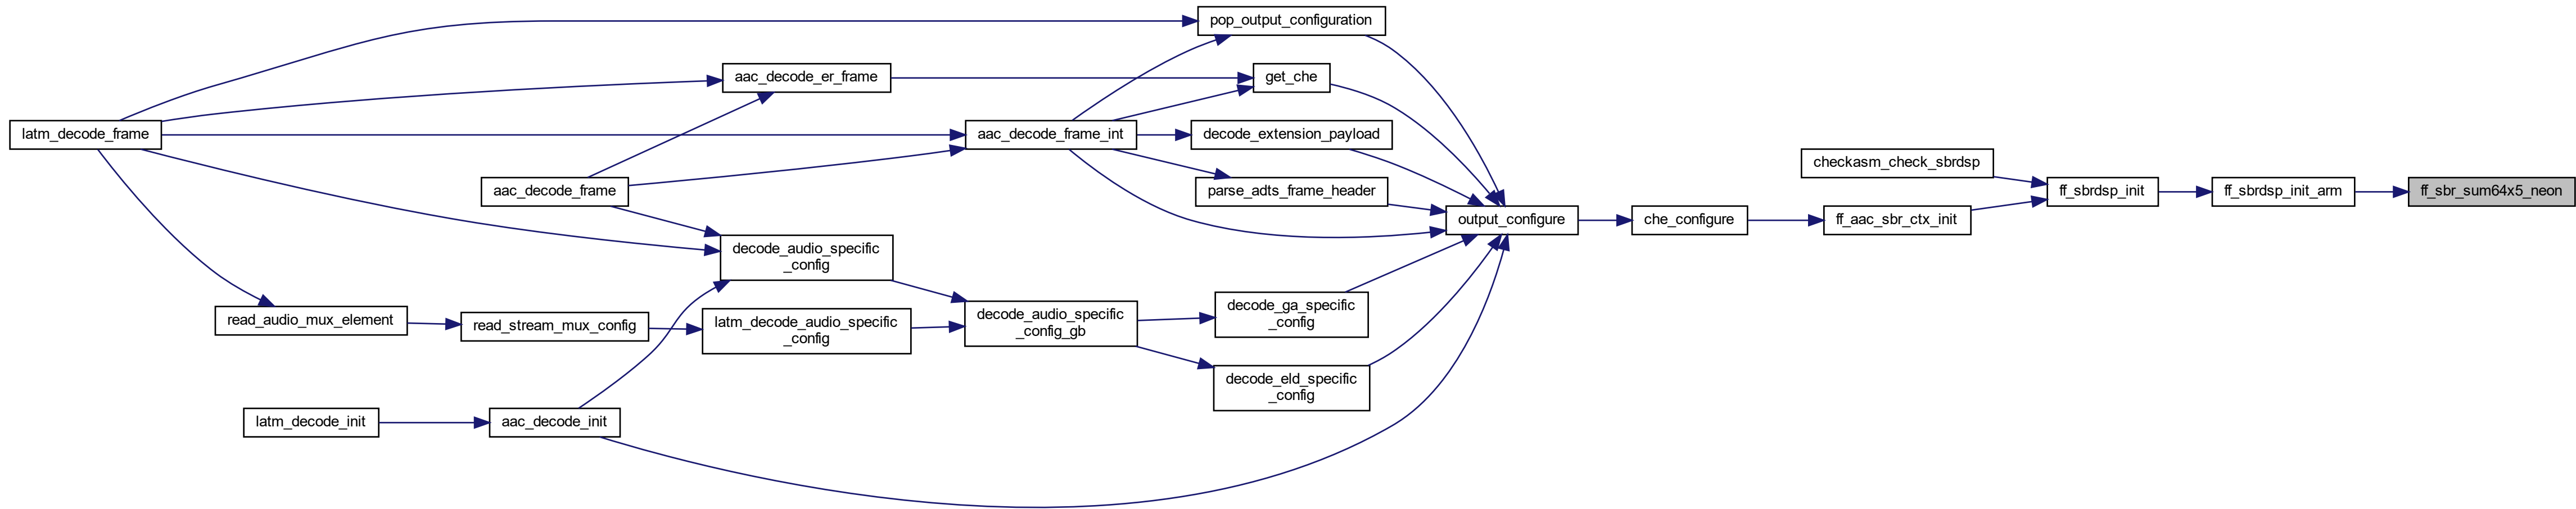 pop_output_configuration
aac_decode_er_frame
get_che
latm_decode_frame
aac_decode_frame_int
decode_extension_payload
checkasm_check_sbrdsp
aac_decode_frame
parse_adts_frame_header
ff_sbrdsp_init
ff_sbrdsp_init_arm
ff_sbr_sum64x5_neon
output_configure
che_configure
ff_aac_sbr_ctx_init
decode_audio_specific
_config
read_audio_mux_element
read_stream_mux_config
latm_decode_audio_specific
_config
decode_audio_specific
_config_gb
decode_ga_specific
_config
decode_eld_specific
_config
latm_decode_init
aac_decode_init